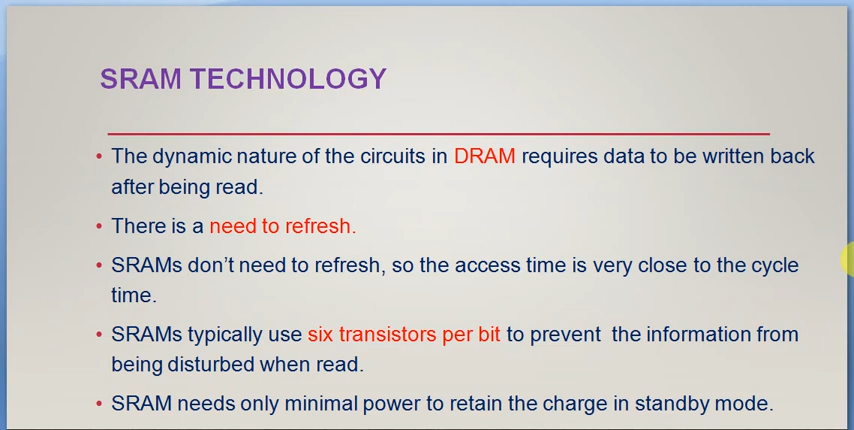 SRAM TECHNOLOGY
• The dynamic nature of the circuits in DRAM requires data to be written back
after being read.
• There is a need to refresh.
• SRAMs don’t need to refresh, so the access time is very close to the cycle
time.
• SRAMs typically use six transistors per bit to prevent  the information from
being disturbed when read.
• SRAM needs only minimal power to retain the charge in standby mode.